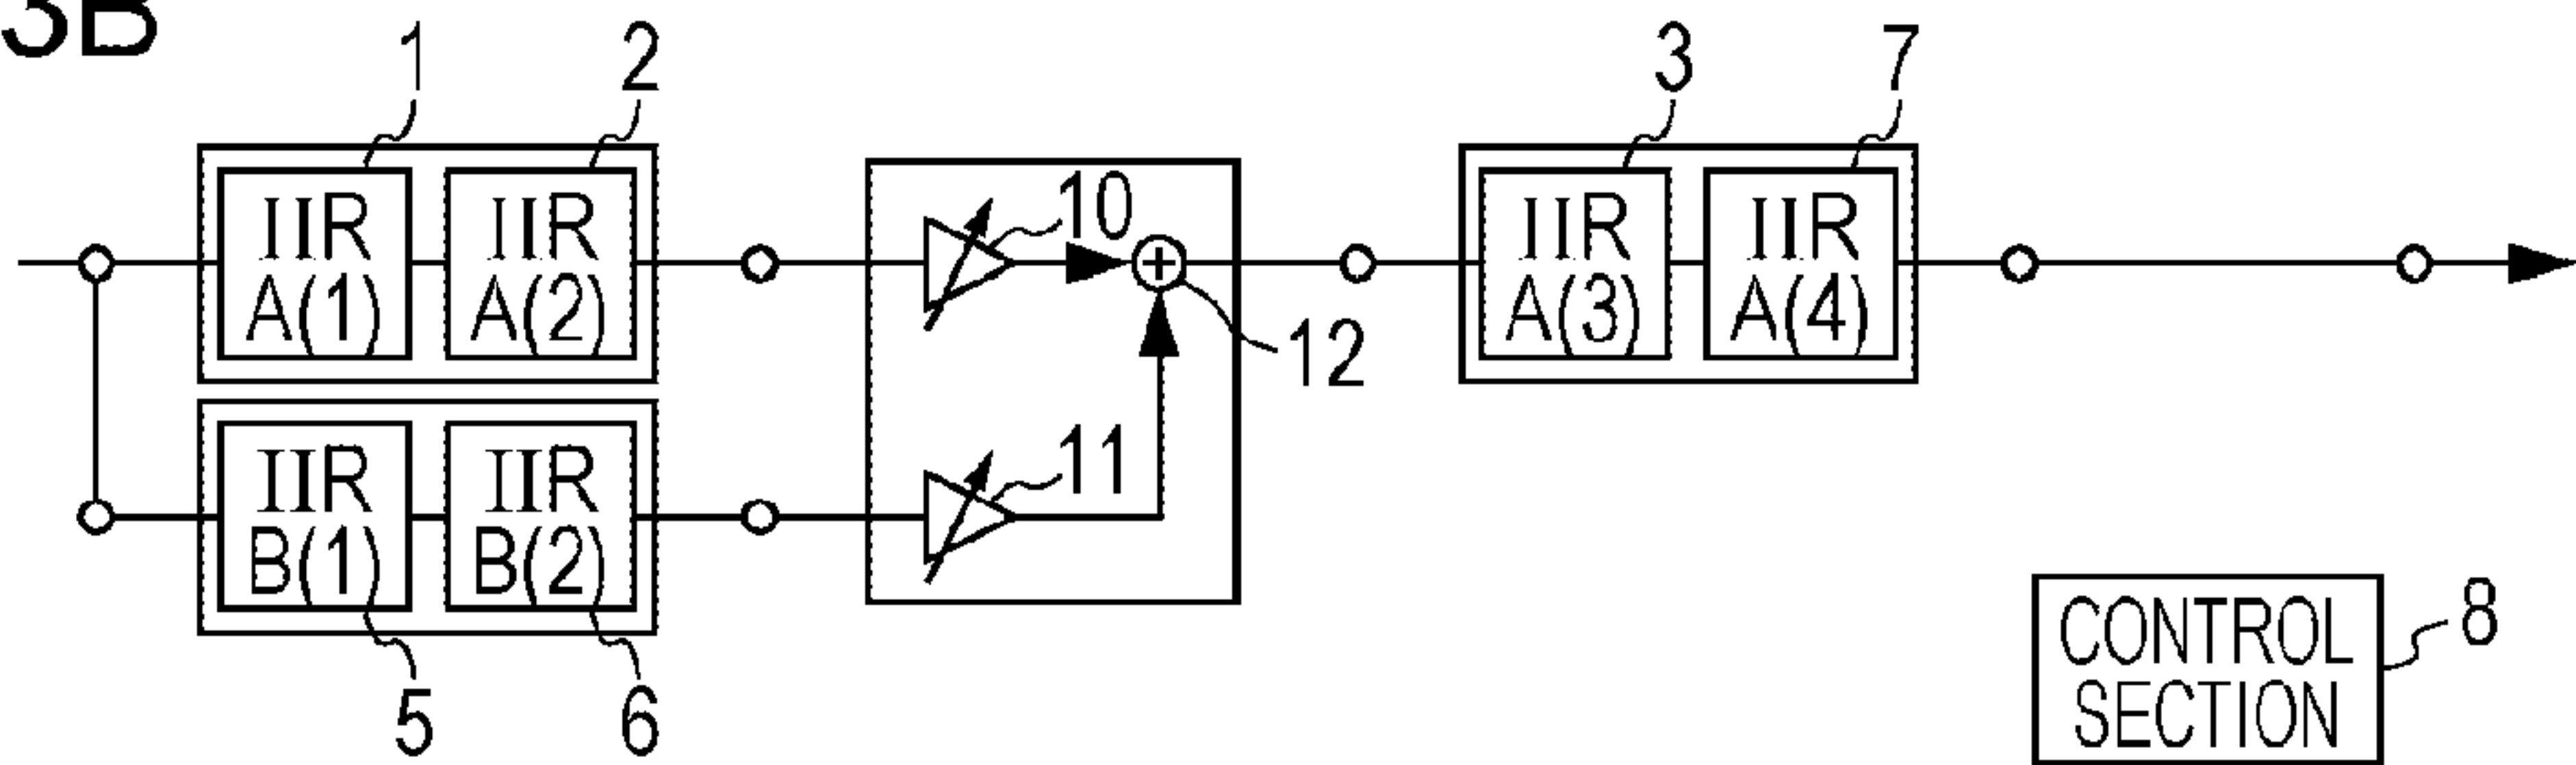 3B
1
2
3
7
IIR
A(1)
IIR
A(2)
10
12
IIR
A(3)
IIR
A(4)
IIR
B(1)
IIR
B(2)
11
5
6
CONTROL
SECTION
8